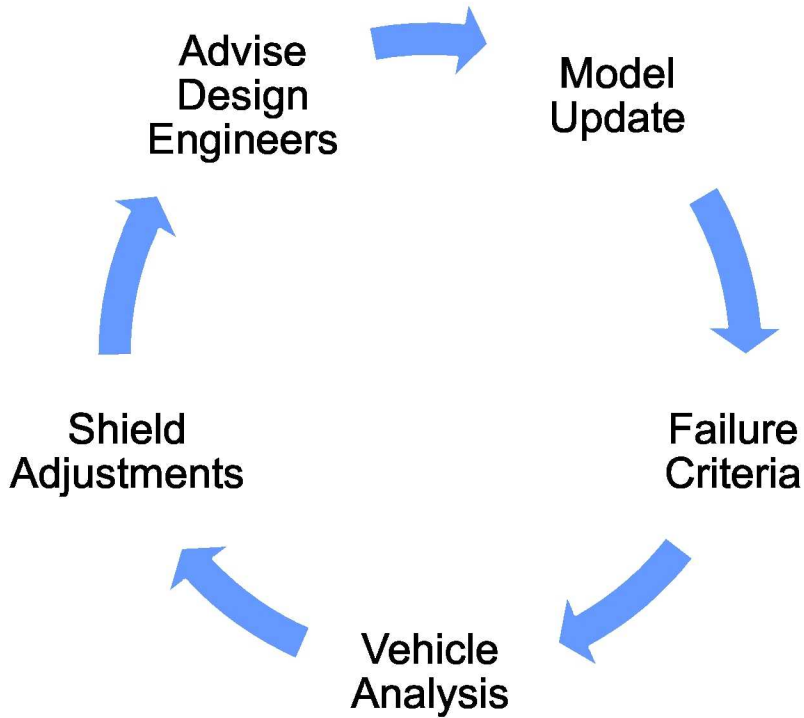 Advise
Design
Engineers
Model
Update
Failure
Criteria
Vehicle
Analysis
Shield
Adjustments